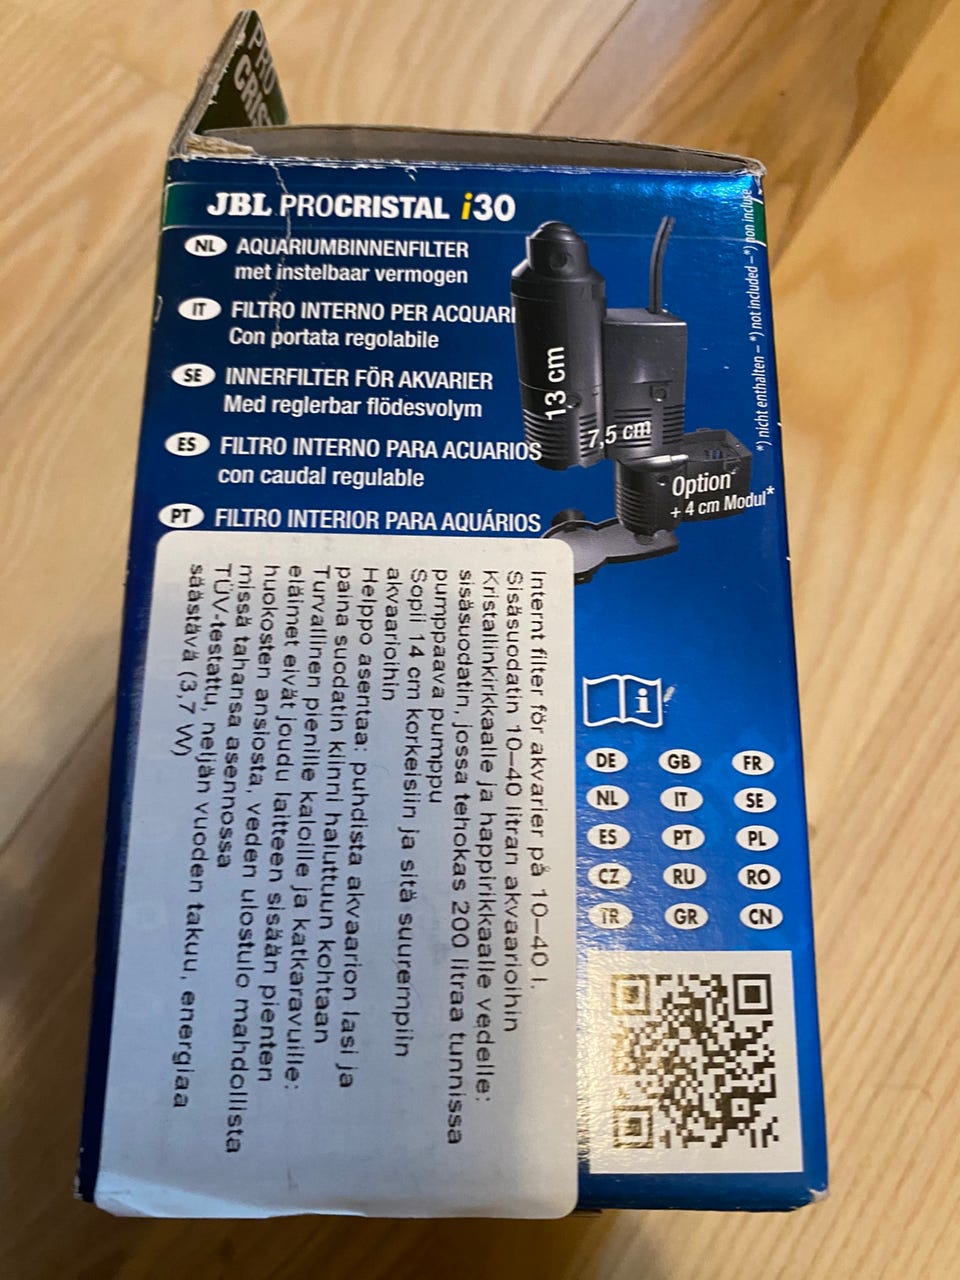 PRO
CRIS
JBL PROCRISTAL i30
NL AQUARIUMBINNENFILTER
met instelbaar vermogen
IT FILTRO INTERNO PER ACQUARI
Con portata regolabile
SE INNERFILTER FÖR AKVARIER
Med reglerbar flödesvolym
ES FILTRO INTERNO PARA ACUARIOS
con caudal regulable
PT FILTRO INTERIOR PARA AQUÁRIOS
13 cm
7,5 cm
Option
+ 4 cm Modul*
*) nicht enthalten – *) not included – *) non incluse
Internt filter för akvarier på 10–40 l.
Sisäsuodatin 10–40 litran akvaarioihin
Kristallinkirkkaalle ja happirikkaalle vedelle:
sisäsuodatin, jossa tehokas 200 litraa tunnissa
pumppaava pumppu
Sopii 14 cm korkeisiin ja sitä suurempiin
akvaarioihin
Helppo asentaa: puhdista akvaarion lasi ja
paina suodatin kiinni haluttuun kohtaan
Turvallinen pienille kaloille ja katkaravuille:
eläimet eivät joudu laitteen sisään pienten
huokosten ansiosta, veden ulostulo mahdollista
missä tahansa asennossa
TÜV-testattu, neljän vuoden takuu, energiaa
säästävä (3,7 W)
i
DE GB FR
NL IT SE
ES PT PL
CZ RU RO
TR GR CN